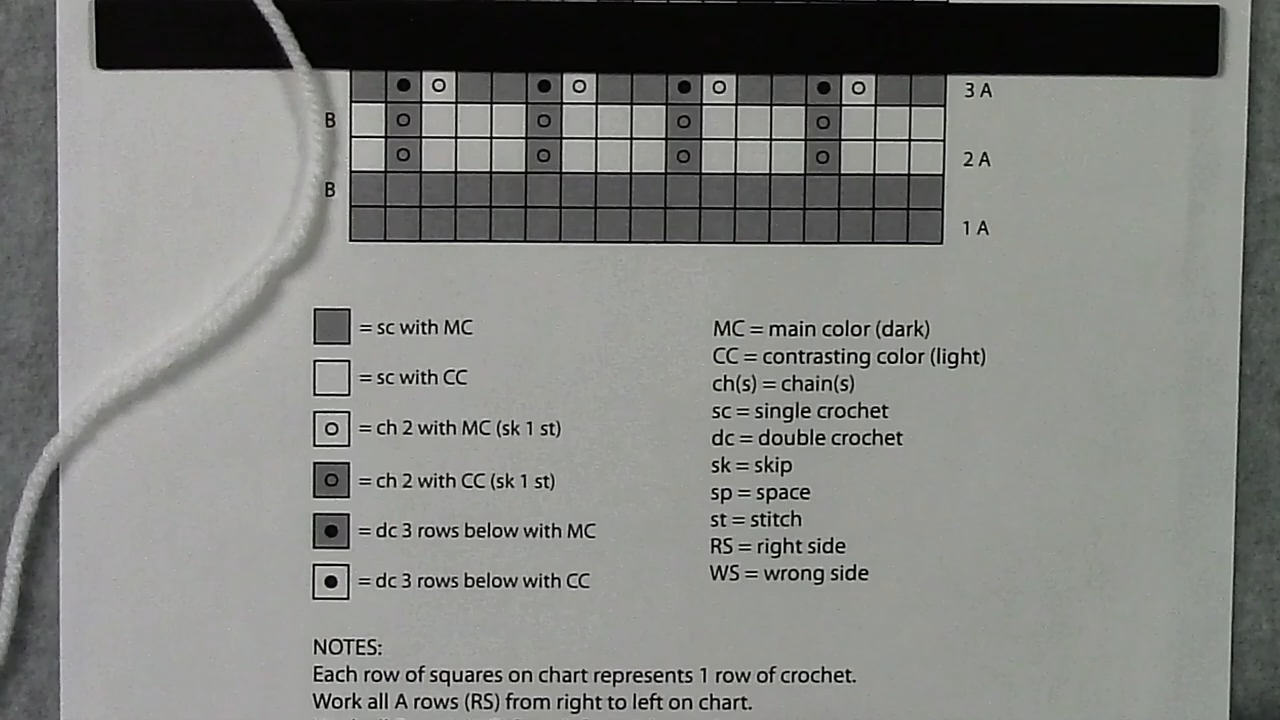 3 A
B
2 A
B
1 A
= sc with MC
= sc with CC
= ch 2 with MC (sk 1 st)
= ch 2 with CC (sk 1 st)
= dc 3 rows below with MC
= dc 3 rows below with CC
MC = main color (dark)
CC = contrasting color (light)
ch(s) = chain(s)
sc = single crochet
dc = double crochet
sk = skip
sp = space
st = stitch
RS = right side
WS = wrong side
NOTES:
Each row of squares on chart represents 1 row of crochet.
Work all A rows (RS) from right to left on chart.